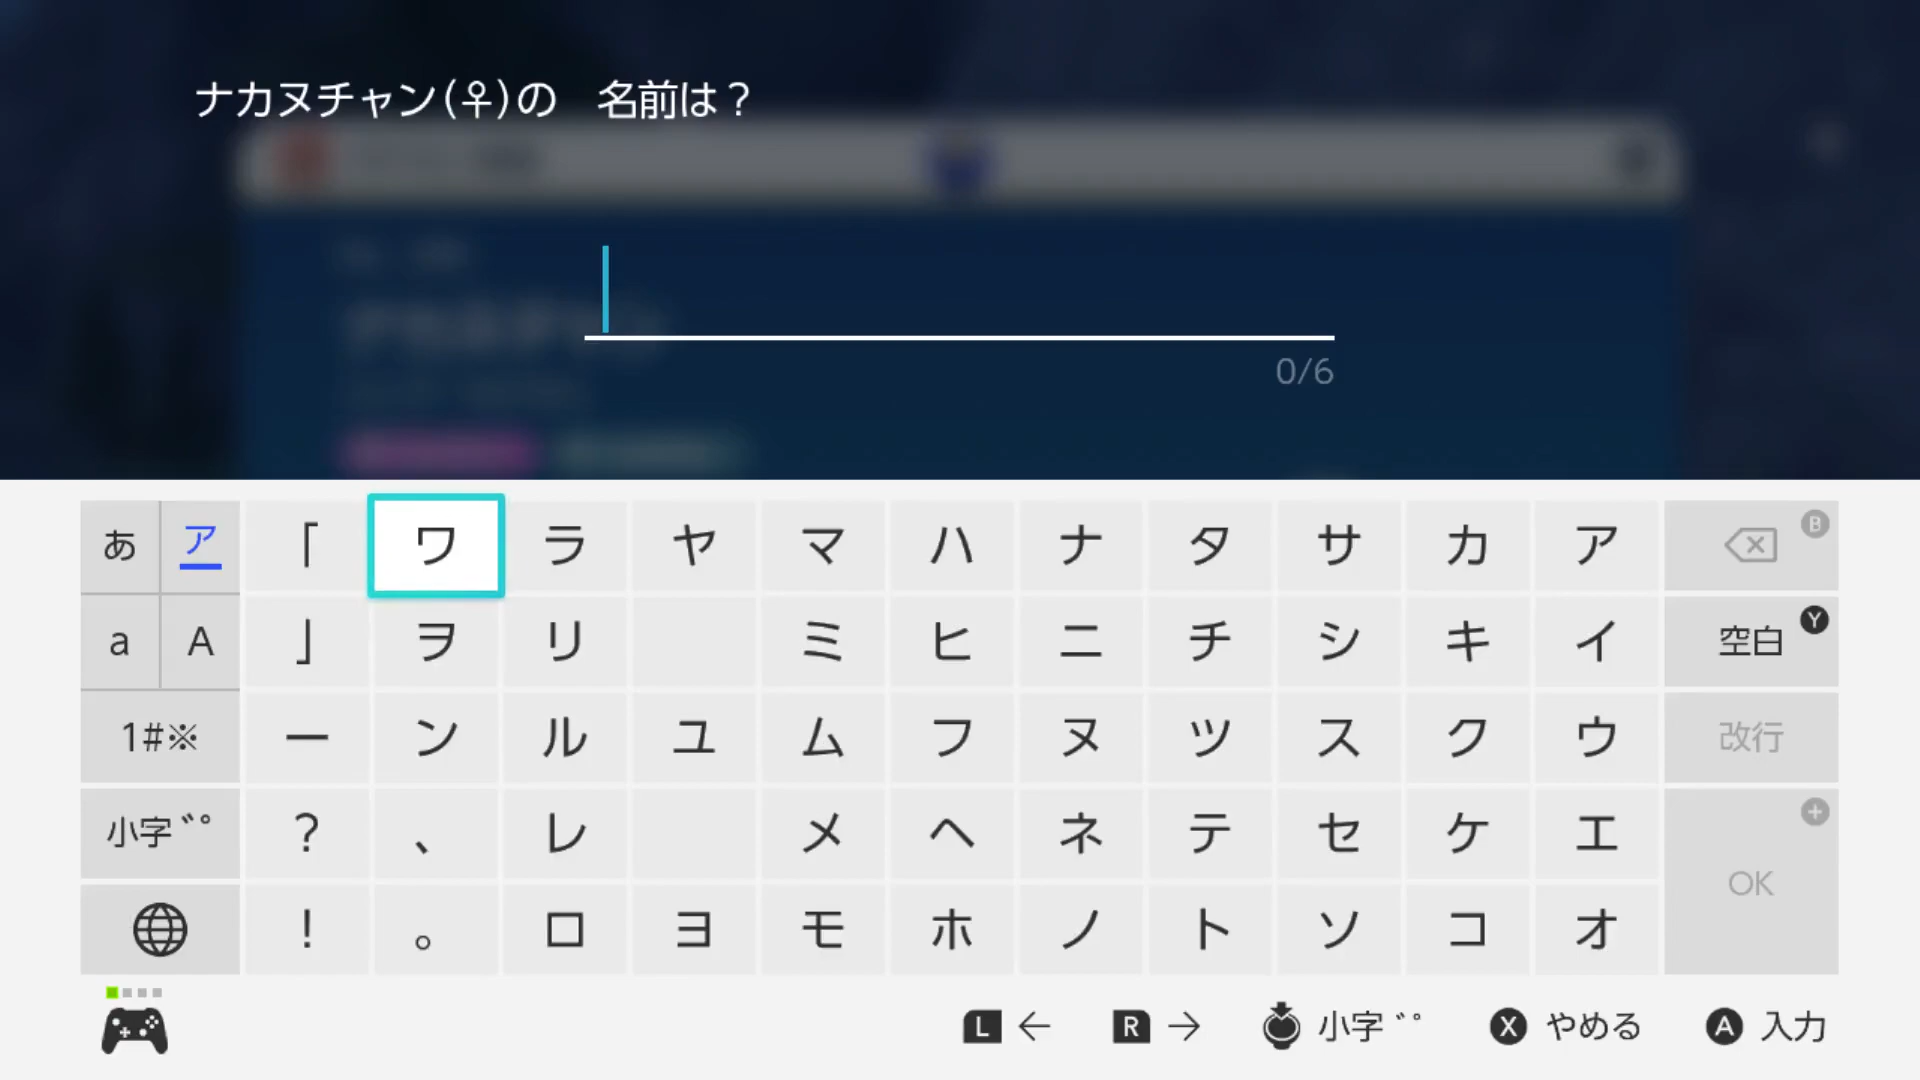 ナカヌチャン(♀)の 名前は？
0/6
あ ア 「 ワ ラ ヤ マ ハ ナ タ サ カ ア B
a A 」 ヲ リ ミ ヒ ニ チ シ キ イ 空白 Y
1#※ ー ン ル ユ ム フ ヌ ツ ス ク ウ 改行
小字゛゜ ? 、 レ メ ヘ ネ テ セ ケ エ +
! 。 ロ ヨ モ ホ ノ ト ソ コ オ OK
L ← R → 小字゛゜ X やめる A 入力